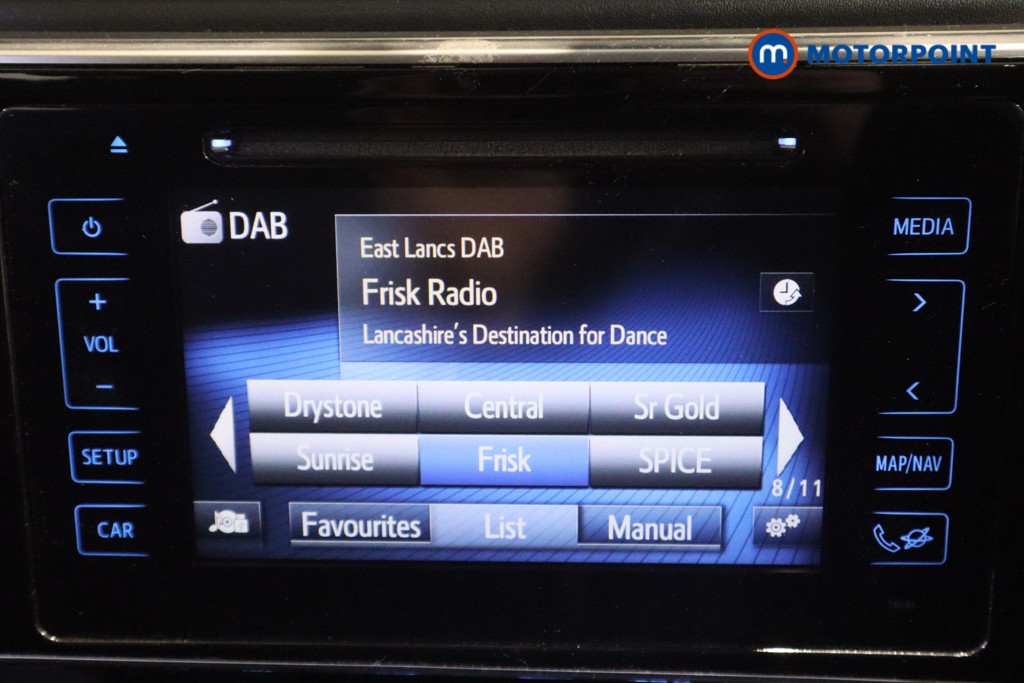 m MOTORPOINT
DAB
East Lancs DAB
Frisk Radio
Lancashire's Destination for Dance
MEDIA
+
VOL
−
>
<
Drystone Central Sr Gold
Sunrise Frisk SPICE
8/11
SETUP
MAP/NAV
CAR
Favourites List Manual